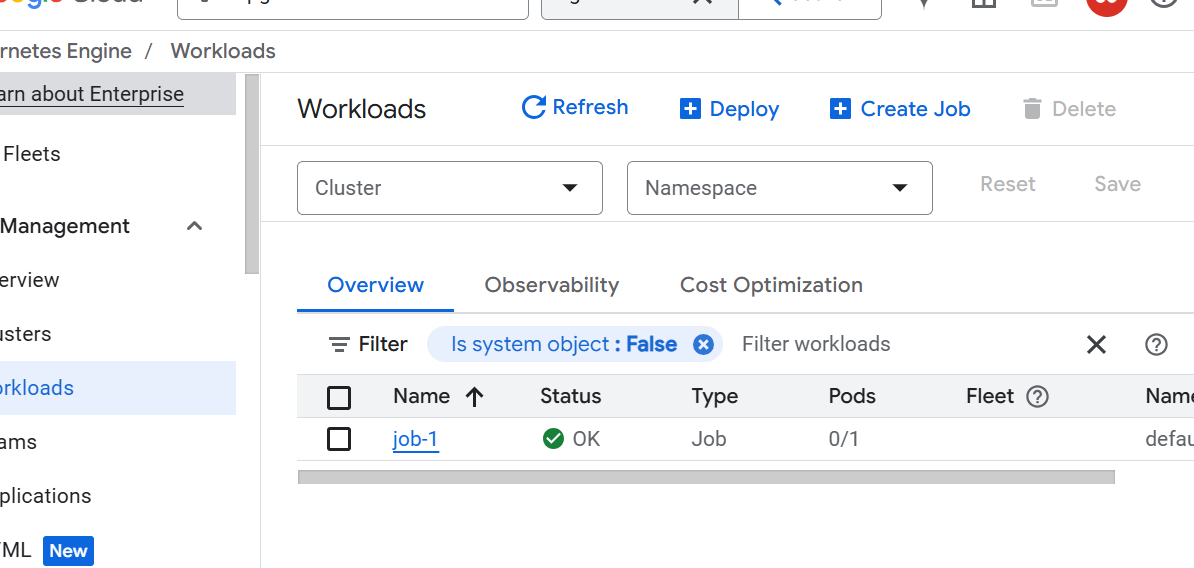 rnetes Engine / Workloads
arn about Enterprise
Workloads
Refresh
Deploy
Create Job
Delete
Fleets
Cluster
Namespace
Reset
Save
Management
erview
Overview
Observability
Cost Optimization
usters
Filter
Is system object : False
Filter workloads
orkloads
Name Status Type Pods Fleet Name
job-1 OK Job 0/1 defau
ams
plications
ML New